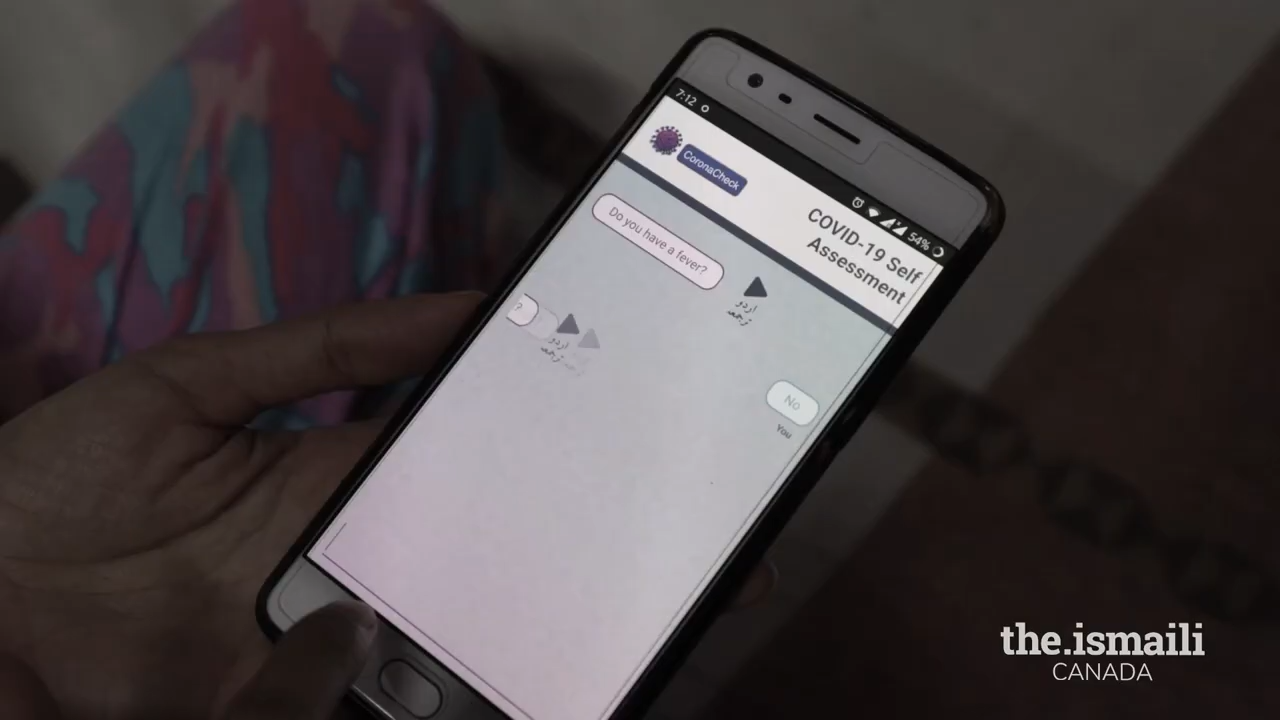 7:12
54%
CoronaCheck
COVID-19 Self
Assessment
Do you have a fever?
اردو
ترجمہ
?
اردو
ترجمہ
No
You
the.ismaili
CANADA